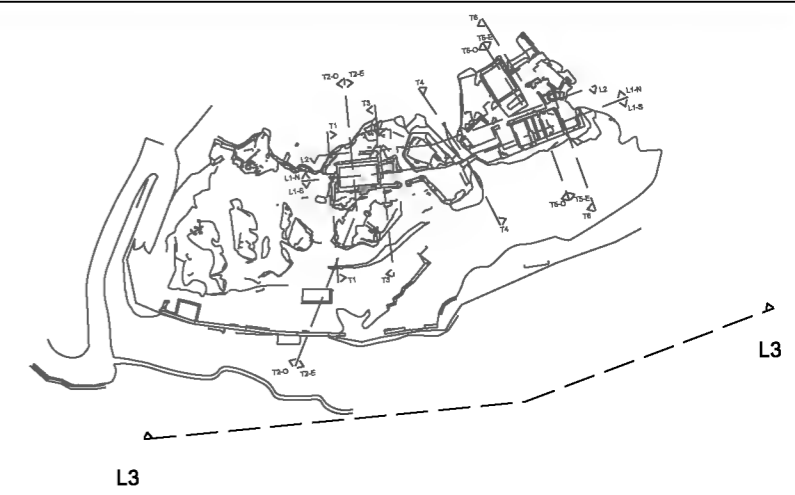 T6
T5-E
T5-O
T2-O T2-E
T4
L2
L1-N
L1-S
T3
T1
L2
L1-N
L1-S
T5-O T5-E
T6
T4
T1
T3
L3
T2-O T2-E
L3